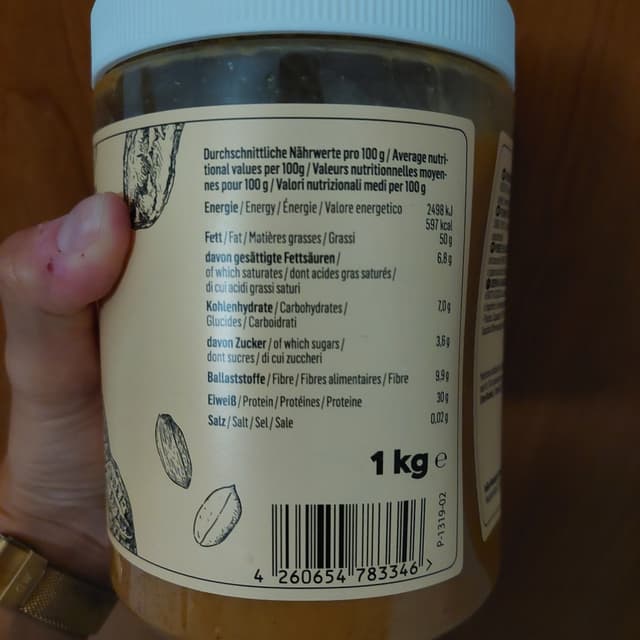 Durchschnittliche Nährwerte pro 100 g / Average nutri-
tional values per 100g / Valeurs nutritionnelles moyen-
nes pour 100 g / Valori nutrizionali medi per 100 g
Energie / Energy / Énergie / Valore energetico 2498 kJ
597 kcal
Fett / Fat / Matières grasses / Grassi 50 g
davon gesättigte Fettsäuren / 6,8 g
of which saturates / dont acides gras saturés /
di cui acidi grassi saturi
Kohlenhydrate / Carbohydrates / 7,0 g
Glucides / Carboidrati
davon Zucker / of which sugars / 3,6 g
dont sucres / di cui zuccheri
Ballaststoffe / Fibre / Fibres alimentaires / Fibre 9,9 g
Eiweiß / Protein / Protéines / Proteine 30 g
Salz / Salt / Sel / Sale 0,02 g
1 kg e
P-1319-02
4 260654 783346 >